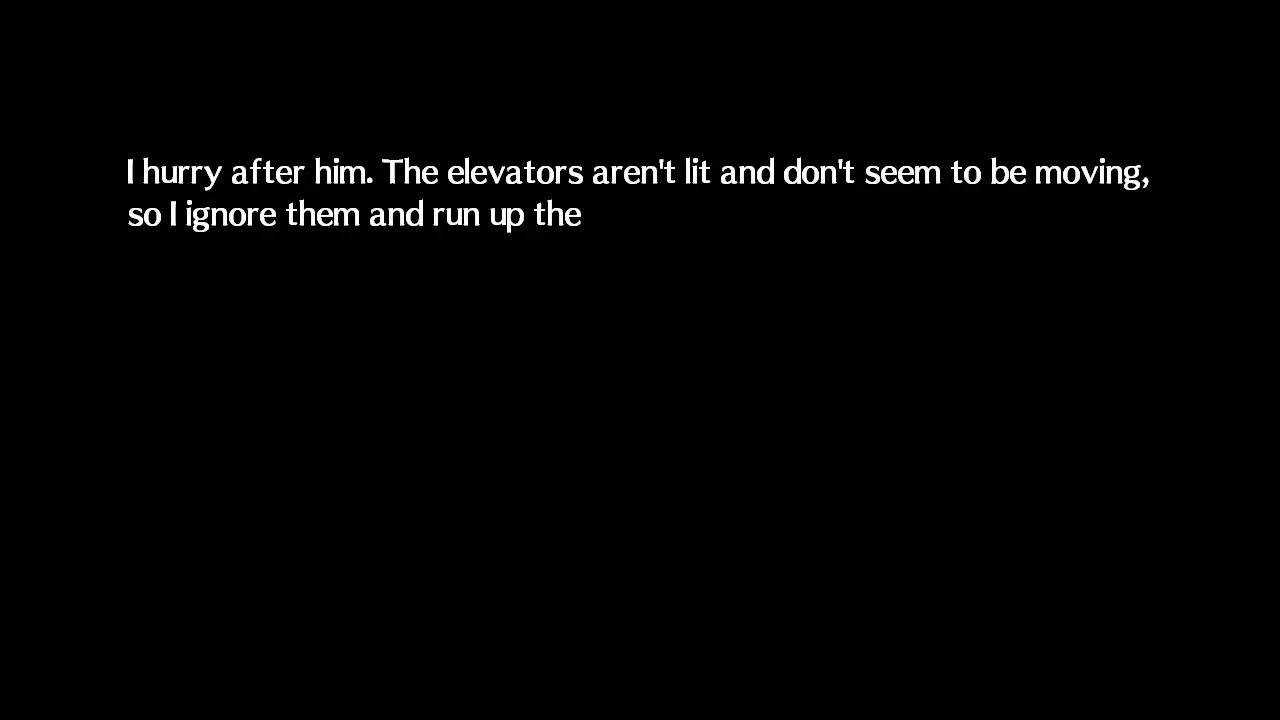 I hurry after him. The elevators aren't lit and don't seem to be moving,
so I ignore them and run up the